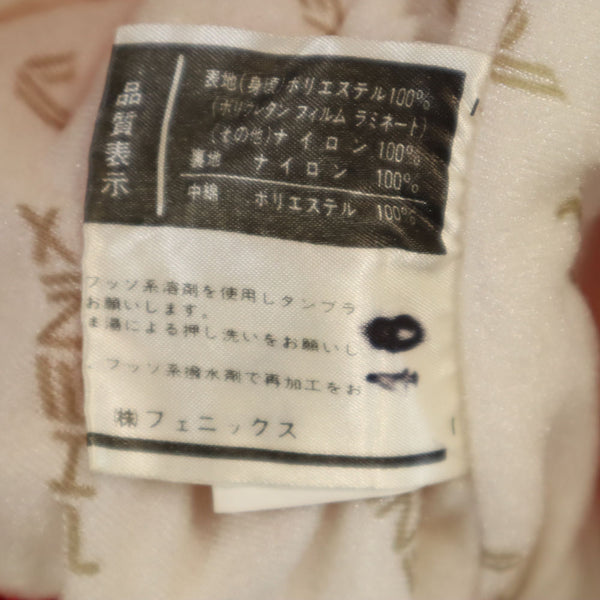 品質表示
表地(身頃)ポリエステル100%
(ポリウレタンフィルムラミネート)
(その他)ナイロン100%
裏地 ナイロン 100%
中綿 ポリエステル 100%
フッソ系溶剤を使用しタンブラ
お願いします。
ま湯による押し洗いをお願いし
、フッソ系撥水剤で再加工をお
㈱フェニックス
PHENIX